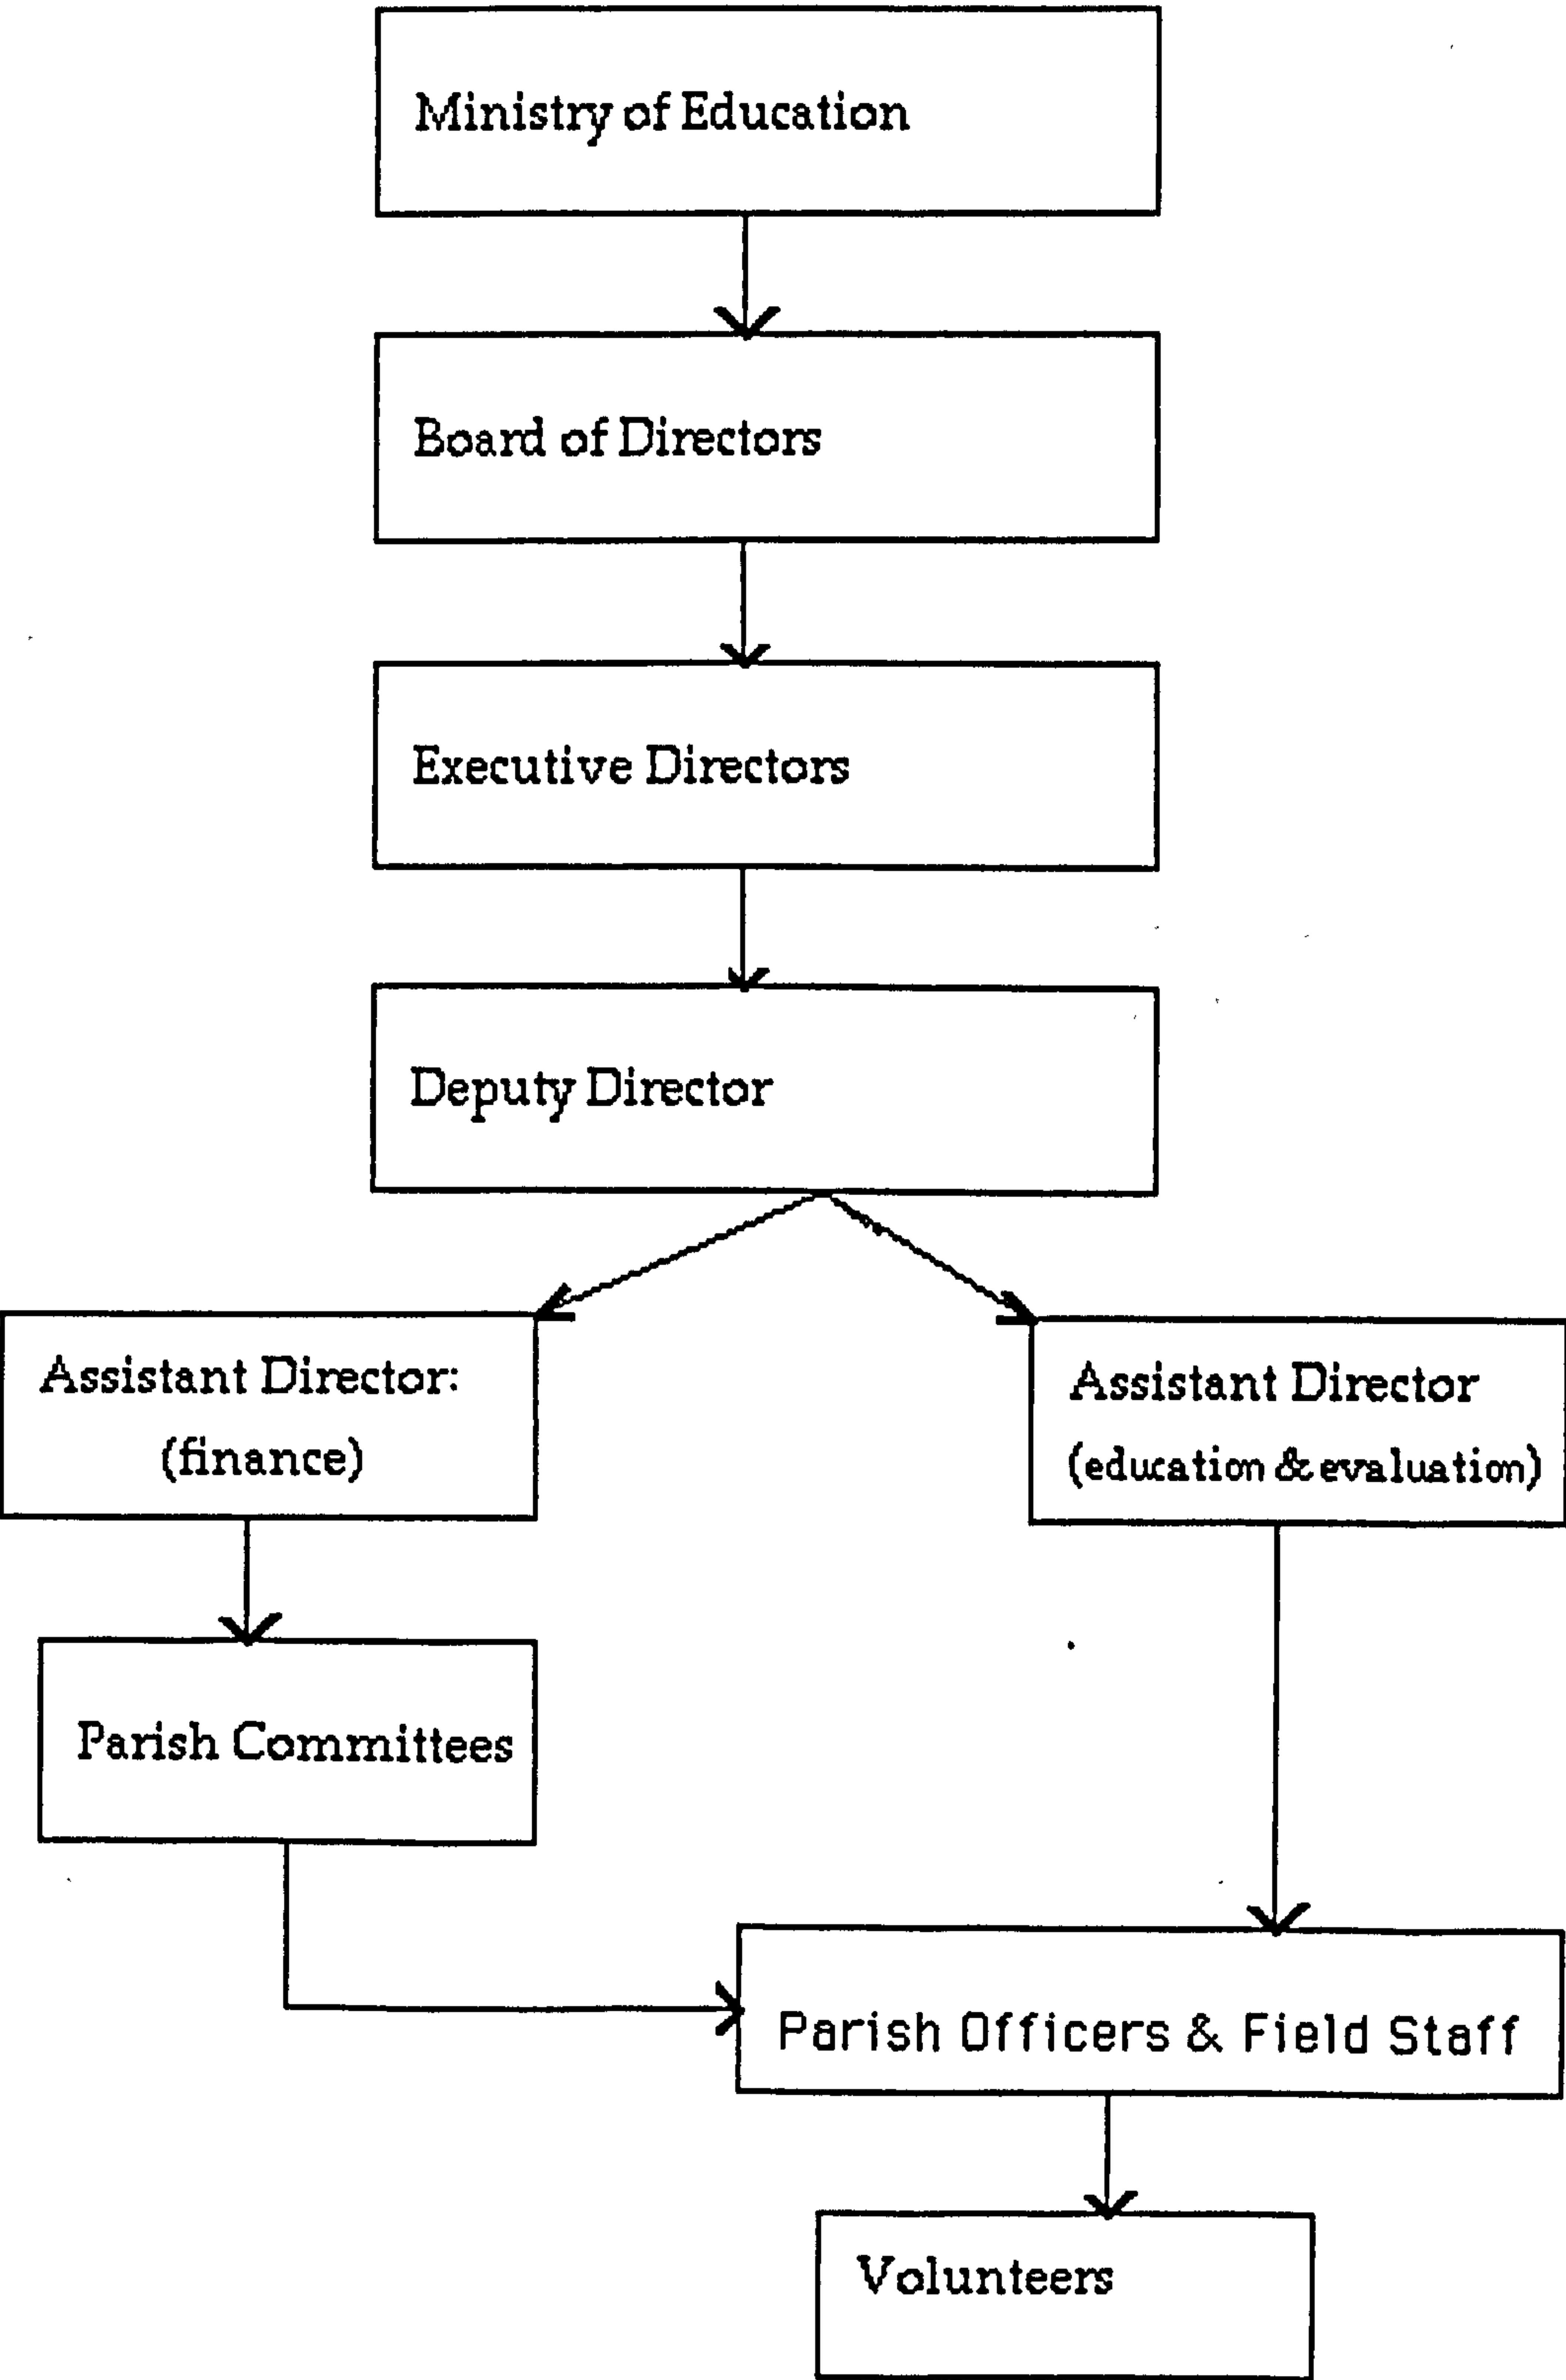 Ministry of Education
Board of Directors
Executive Directors
Deputy Director
Assistant Director:
(finance)
Assistant Director
(education & evaluation)
Parish Committees
Parish Officers & Field Staff
Volunteers